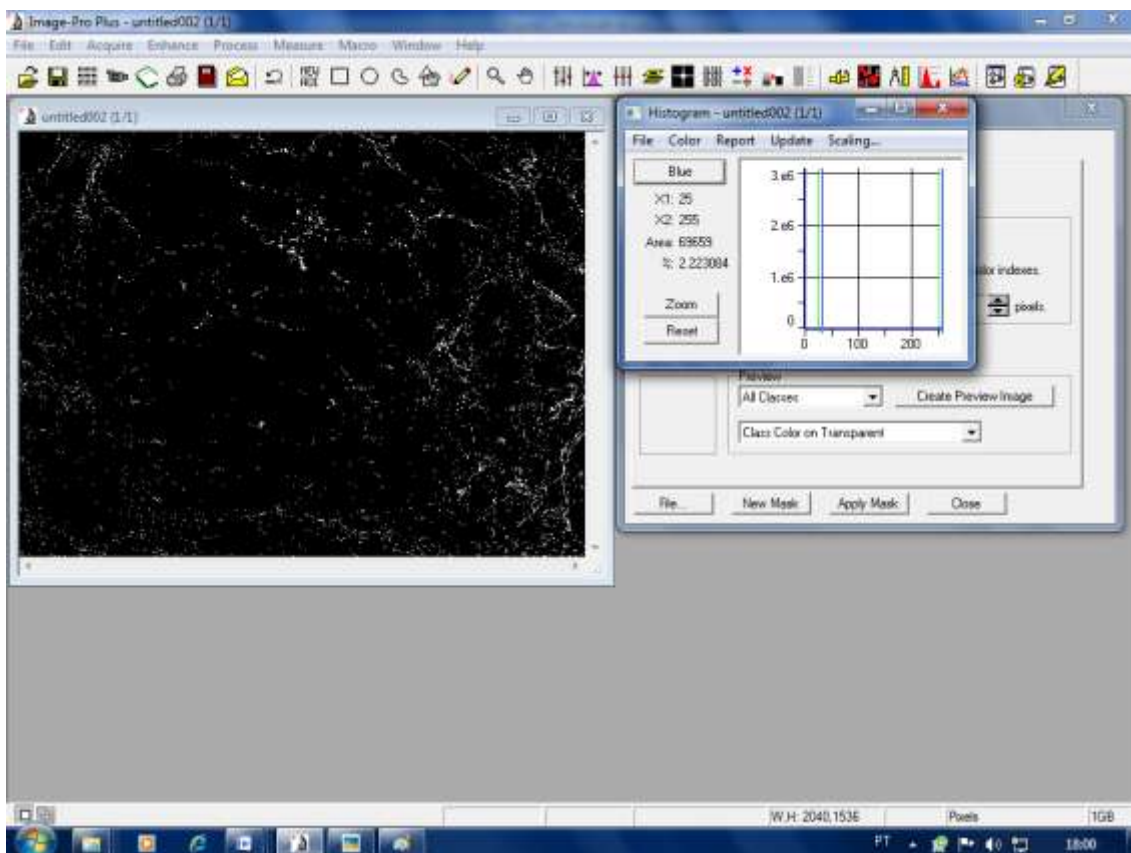 Image-Pro Plus - untitled002 (1/1)
File Edit Acquire Enhance Process Measure Macro Window Help
NEW
AOI
untitled002 (1/1)
Histogram - untitled002 (1/1)
File Color Report Update Scaling...
Blue
X1: 25
X2: 255
Area: 69659
%: 2.223084
Zoom
Reset
3.e6
2.e6
1.e6
0
0 100 200
color indexes.
pixels.
Preview
All Classes
Create Preview Image
Class Color on Transparent
File...
New Mask
Apply Mask
Close
W.H: 2040,1536
Pixels
1GB
PT
18:00